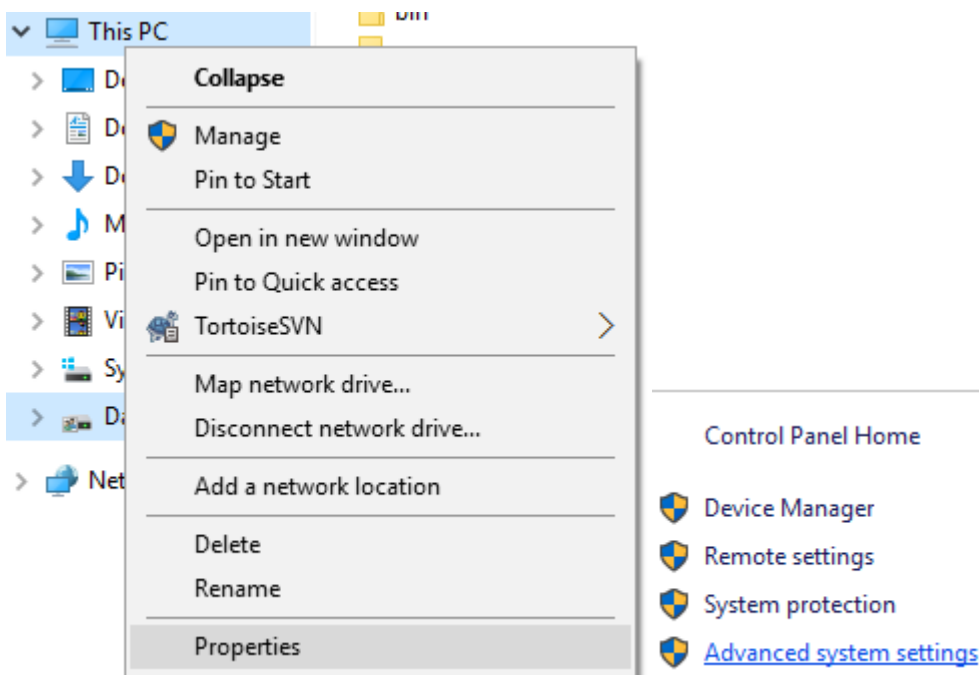 This PC
bin
Collapse
Manage
Pin to Start
Open in new window
Pin to Quick access
TortoiseSVN
Map network drive...
Disconnect network drive...
Add a network location
Delete
Rename
Properties
Net
Control Panel Home
Device Manager
Remote settings
System protection
Advanced system settings